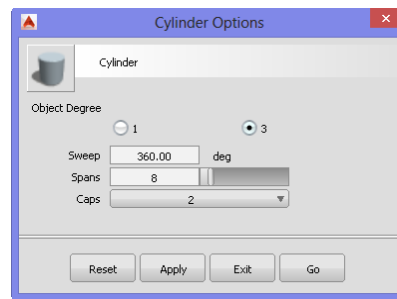 Cylinder Options
Cylinder
Object Degree
1 3
Sweep 360.00 deg
Spans 8
Caps 2
Reset Apply Exit Go